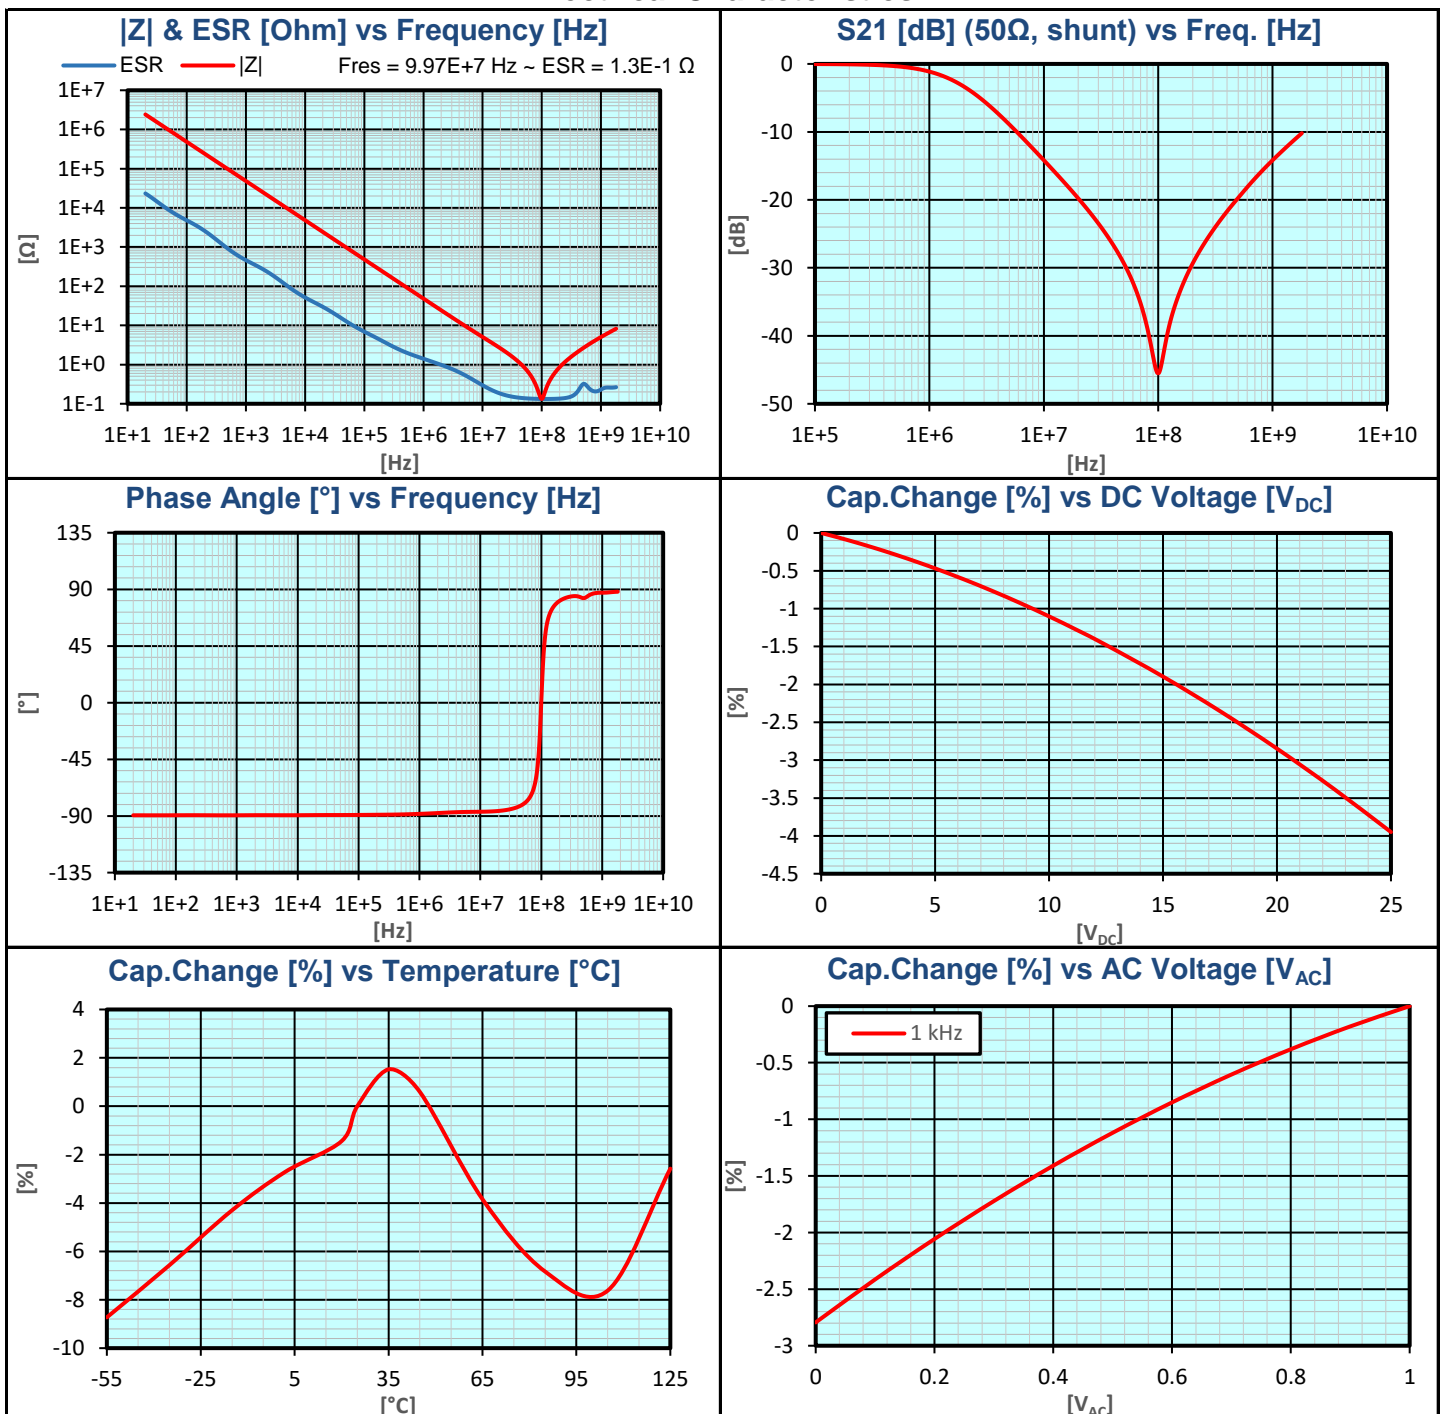 |Z| & ESR [Ohm] vs Frequency [Hz]
ESR |Z| Fres = 9.97E+7 Hz ~ ESR = 1.3E-1 Ω
1E+7
1E+6
1E+5
1E+4
1E+3
1E+2
1E+1
1E+0
1E-1
[Ω]
1E+1 1E+2 1E+3 1E+4 1E+5 1E+6 1E+7 1E+8 1E+9 1E+10
[Hz]
S21 [dB] (50Ω, shunt) vs Freq. [Hz]
0
-10
-20
-30
-40
-50
[dB]
1E+5 1E+6 1E+7 1E+8 1E+9 1E+10
[Hz]
Phase Angle [°] vs Frequency [Hz]
135
90
45
0
-45
-90
-135
[°]
1E+1 1E+2 1E+3 1E+4 1E+5 1E+6 1E+7 1E+8 1E+9 1E+10
[Hz]
Cap.Change [%] vs DC Voltage [VDC]
0
-0.5
-1
-1.5
-2
-2.5
-3
-3.5
-4
-4.5
[%]
0 5 10 15 20 25
[VDC]
Cap.Change [%] vs Temperature [°C]
4
2
0
-2
-4
-6
-8
-10
[%]
-55 -25 5 35 65 95 125
[°C]
Cap.Change [%] vs AC Voltage [VAC]
1 kHz
0
-0.5
-1
-1.5
-2
-2.5
-3
[%]
0 0.2 0.4 0.6 0.8 1
[VAC]